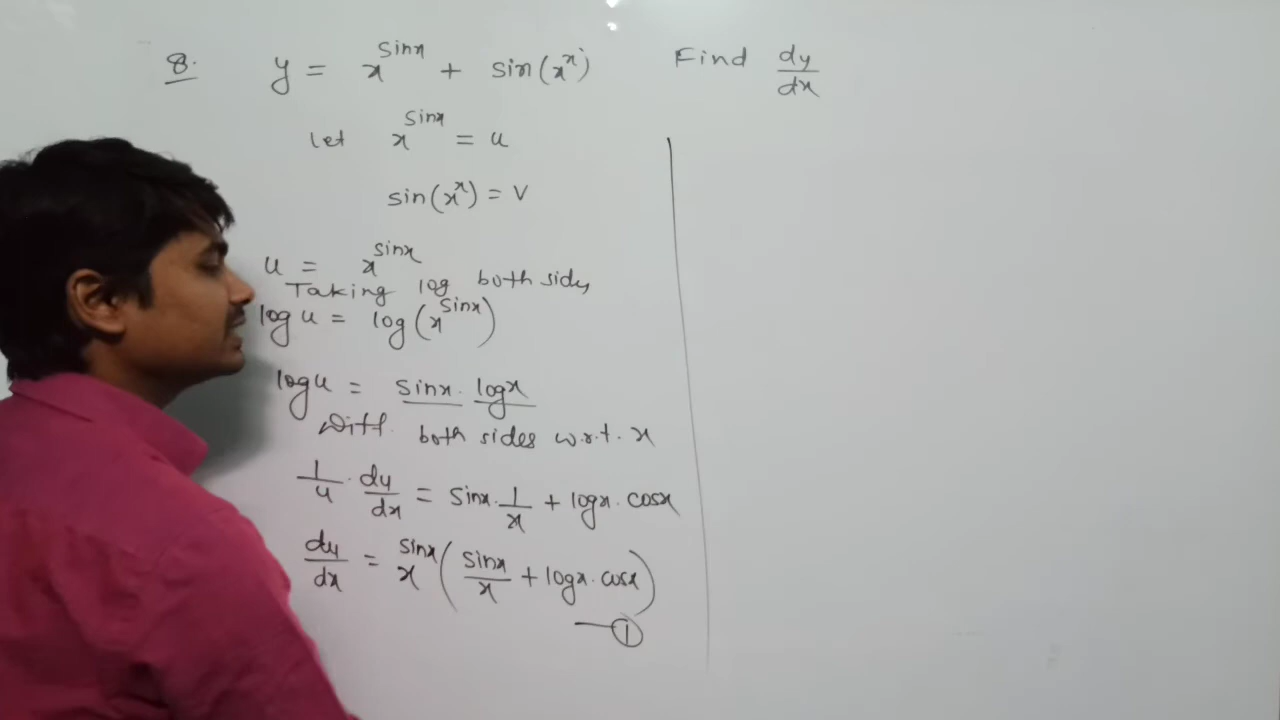 8. y = x^sinx + sin(x^x) Find dy/dx
let x^sinx = u
sin(x^x) = v
u = x^sinx
Taking log both sides
log u = log(x^sinx)
log u = sinx. logx
Diff. both sides w.r.t. x
1/u . du/dx = sinx. 1/x + logx. cosx
du/dx = x^sinx (sinx/x + logx. cosx)
—①